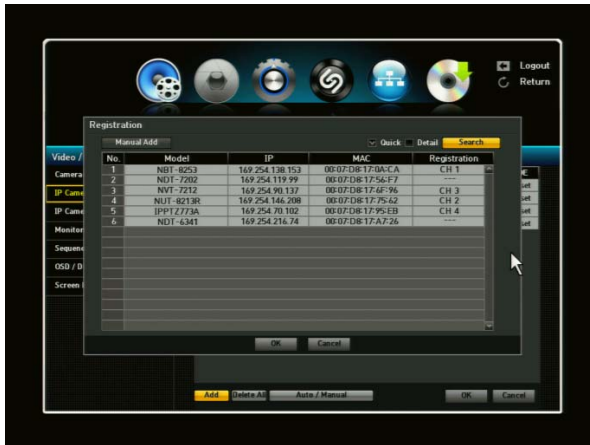 Logout
Return
Registration
Manual Add Quick Detail Search
No. Model IP MAC Registration
1 NBT-8253 169.254.138.153 00:07:D8:17:0A:CA CH 1
2 NDT-7202 169.254.119.99 00:07:D8:17:56:F7 ---
3 NVT-7212 169.254.90.137 00:07:D8:17:6F:96 CH 3
4 NUT-8213R 169.254.146.208 00:07:D8:17:75:62 CH 2
5 IPPTZ773A 169.254.70.102 00:07:D8:17:95:EB CH 4
6 NDT-6341 169.254.216.74 00:07:D8:17:A7:26 ---
OK Cancel
Video /
Camera
IP Came
IP Came
Monitor
Sequenc
OSD / D
Screen
set
set
set
set
Add Delete All Auto / Manual OK Cancel